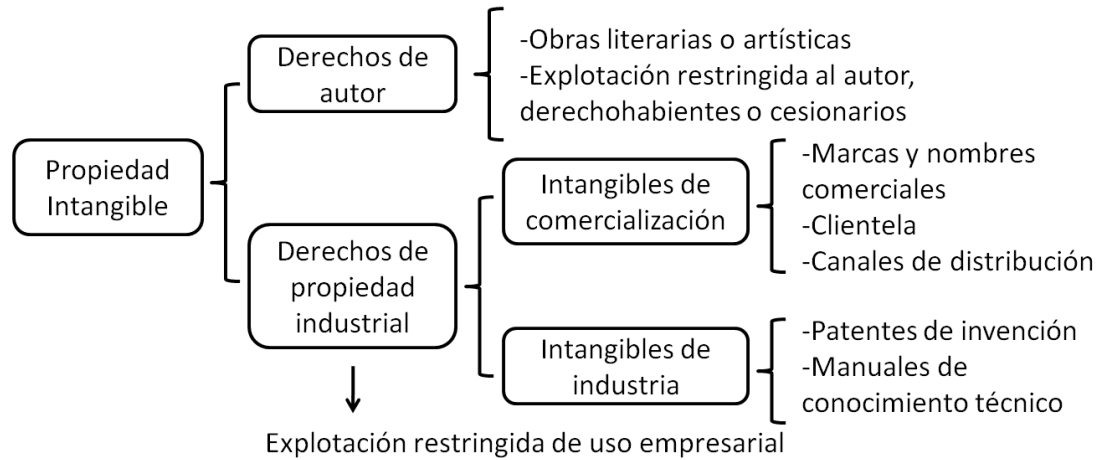 Propiedad
Intangible
Derechos de
autor
-Obras literarias o artísticas
-Explotación restringida al autor,
derechohabientes o cesionarios
Derechos de
propiedad
industrial
Intangibles de
comercialización
-Marcas y nombres
comerciales
-Clientela
-Canales de distribución
Intangibles de
industria
-Patentes de invención
-Manuales de
conocimiento técnico
Explotación restringida de uso empresarial